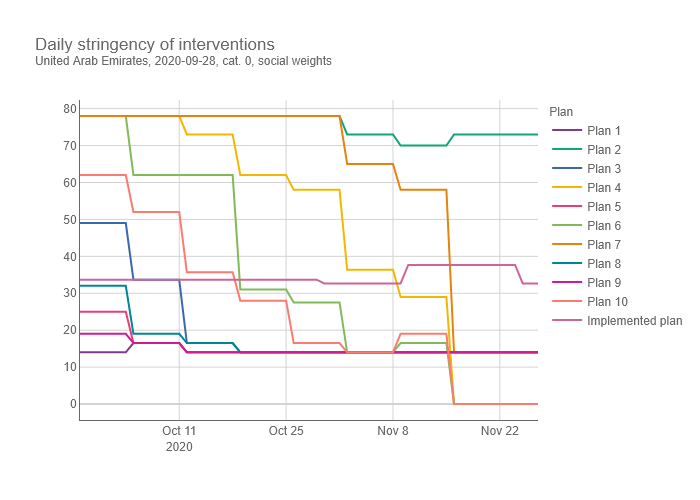 Daily stringency of interventions
United Arab Emirates, 2020-09-28, cat. 0, social weights
80
70
60
50
40
30
20
10
0
Oct 11
2020
Oct 25
Nov 8
Nov 22
Plan
Plan 1
Plan 2
Plan 3
Plan 4
Plan 5
Plan 6
Plan 7
Plan 8
Plan 9
Plan 10
Implemented plan